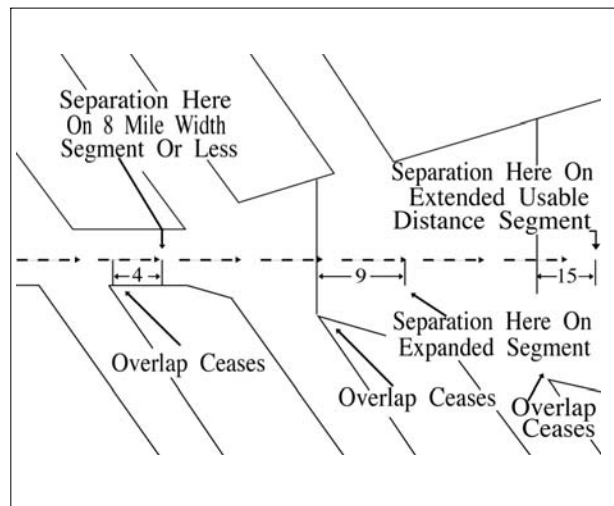 Separation Here
On 8 Mile Width
Segment Or Less
Separation Here On
Extended Usable
Distance Segment
4
9
15
Separation Here On
Expanded Segment
Overlap Ceases
Overlap Ceases
Overlap
Ceases